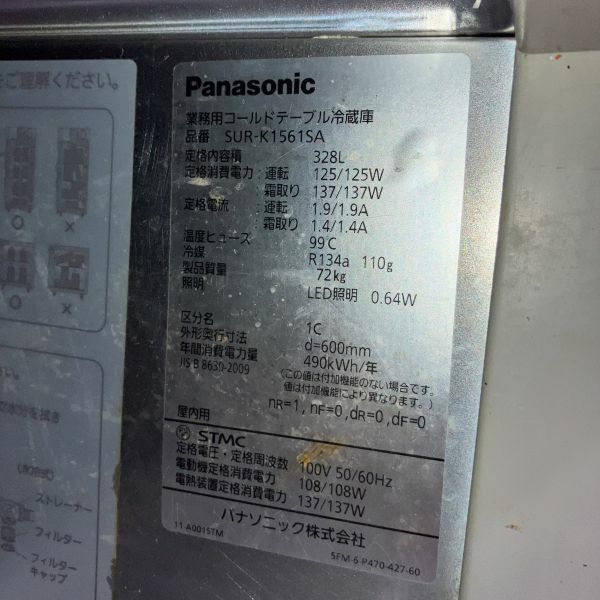 をご理解ください。
○
×
○
×
い。
の水分を拭き
ストレーナー
フィルター
フィルター
キャップ
Panasonic
業務用コールドテーブル冷蔵庫
品番 SUR-K1561SA
定格内容積 328L
定格消費電力:運転 125/125W
:霜取り 137/137W
定格電流 :運転 1.9/1.9A
:霜取り 1.4/1.4A
温度ヒューズ 99℃
冷媒 R134a 110g
製品質量 72kg
照明 LED照明 0.64W
区分名 1C
外形奥行寸法 d=600mm
年間消費電力量 490kWh/年
JIS B 8630-2009 (この値は付加機能のない場合です。
値は付加機能により異なります。)
nR=1, nF=0, dR=0, dF=0
屋内用
STMC
定格電圧・定格周波数 100V 50/60Hz
電動機定格消費電力 108/108W
電熱装置定格消費電力 137/137W
パナソニック株式会社
11 A0015TM
5FM-6-P470-427-60